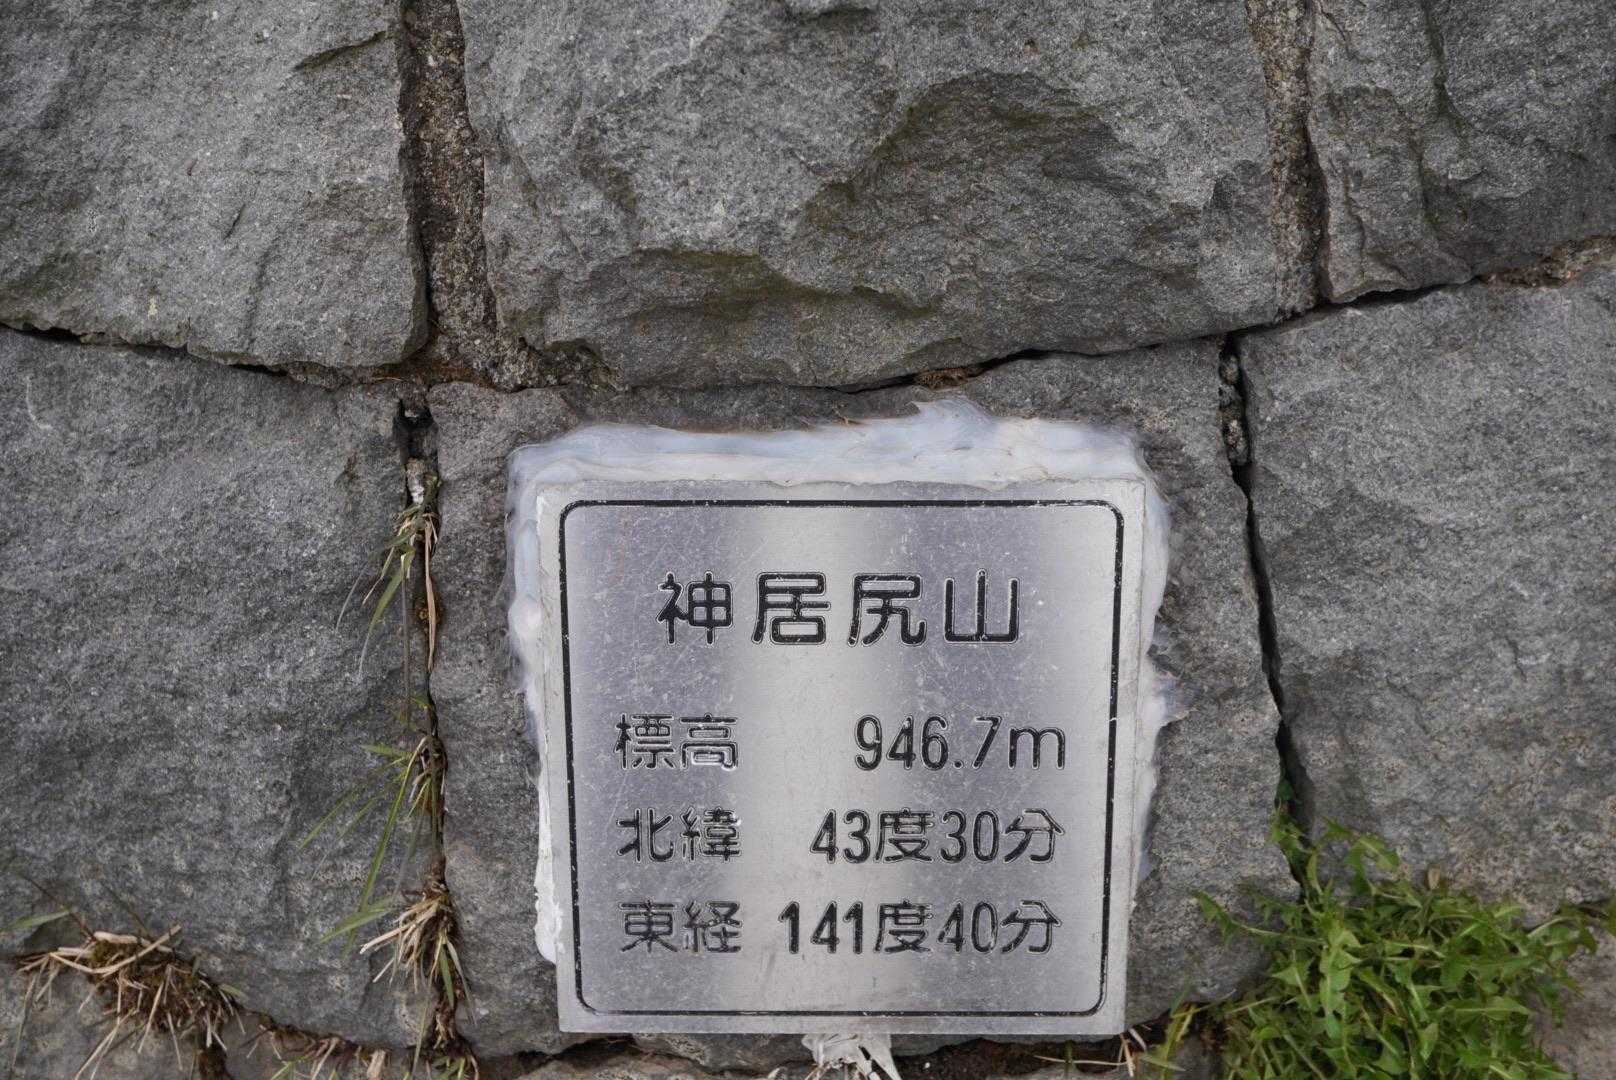 神居尻山
標高 946.7m
北緯 43度30分
東経 141度40分